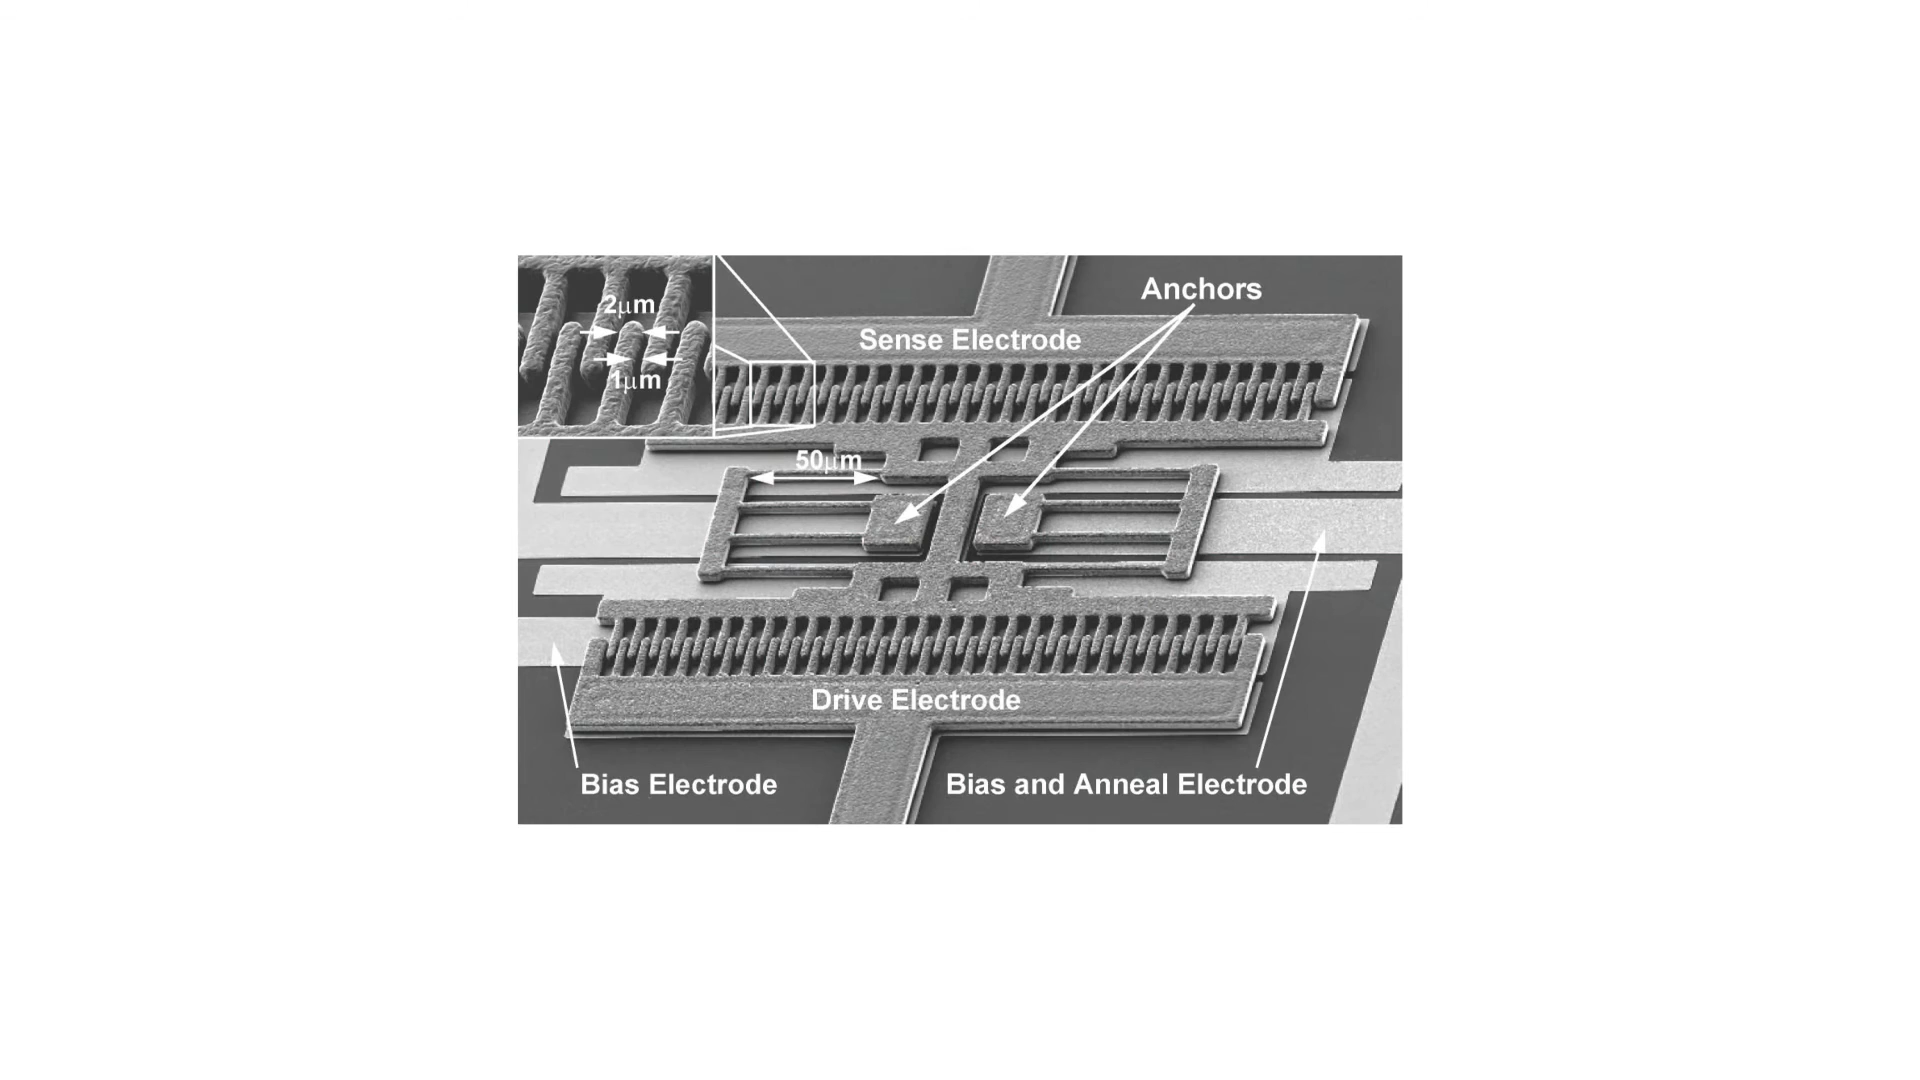 2μm
1μm
Anchors
Sense Electrode
50μm
Drive Electrode
Bias Electrode
Bias and Anneal Electrode